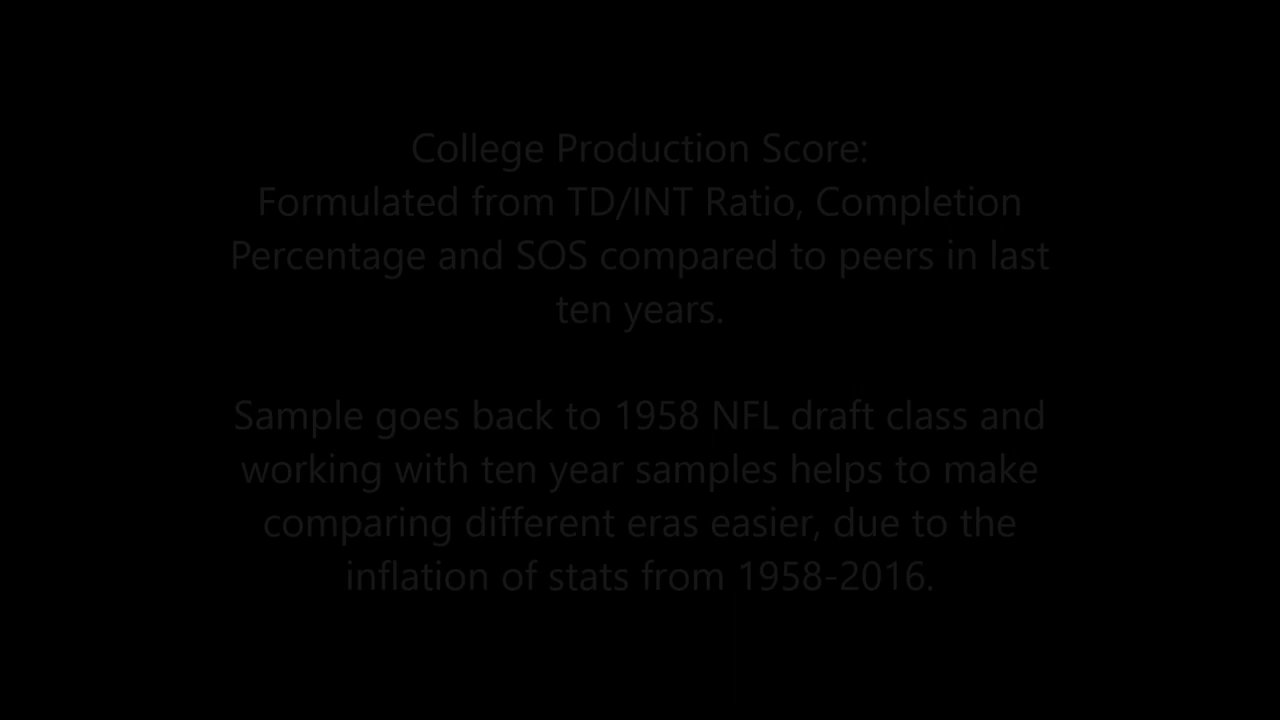 College Production Score:
Formulated from TD/INT Ratio, Completion
Percentage and SOS compared to peers in last
ten years.
Sample goes back to 1958 NFL draft class and
working with ten year samples helps to make
comparing different eras easier, due to the
inflation of stats from 1958-2016.